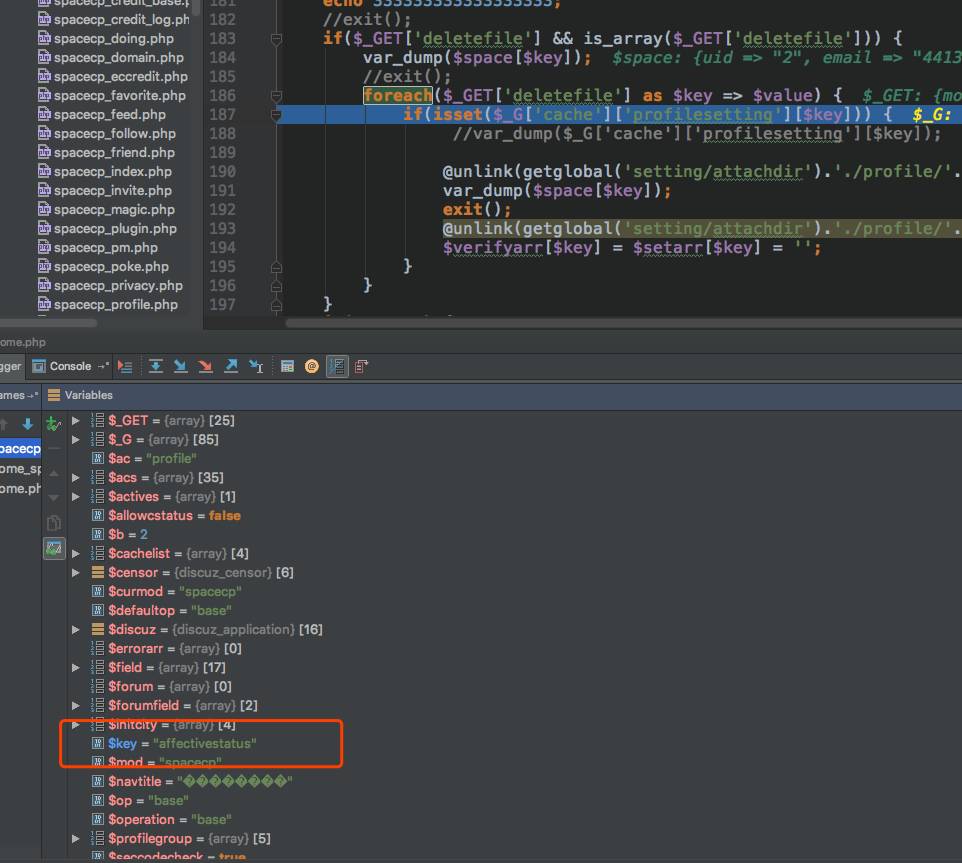 spacecp_credit_base.p
spacecp_credit_log.ph
spacecp_doing.php
spacecp_domain.php
spacecp_eccredit.php
spacecp_favorite.php
spacecp_feed.php
spacecp_follow.php
spacecp_friend.php
spacecp_index.php
spacecp_invite.php
spacecp_magic.php
spacecp_plugin.php
spacecp_pm.php
spacecp_poke.php
spacecp_privacy.php
spacecp_profile.php
181 echo 333333333333333333;
182 //exit();
183 if($_GET['deletefile'] && is_array($_GET['deletefile'])) {
184 var_dump($space[$key]); $space: {uid => "2", email => "4413
185 //exit();
186 foreach($_GET['deletefile'] as $key => $value) { $_GET: {mo
187 if(isset($_G['cache']['profilesetting'][$key])) { $_G:
188 //var_dump($_G['cache']['profilesetting'][$key]);
189
190 @unlink(getglobal('setting/attachdir').'./profile/'.
191 var_dump($space[$key]);
192 exit();
193 @unlink(getglobal('setting/attachdir').'./profile/'.
194 $verifyarr[$key] = $setarr[$key] = '';
195 }
196 }
197 }
ome.php
gger Console →"
ames →" Variables
pacecp
ome_sp
ome.ph
$_GET = {array} [25]
$_G = {array} [85]
$ac = "profile"
$acs = {array} [35]
$actives = {array} [1]
$allowcstatus = false
$b = 2
$cachelist = {array} [4]
$censor = {discuz_censor} [6]
$curmod = "spacecp"
$defaultop = "base"
$discuz = {discuz_application} [16]
$errorarr = {array} [0]
$field = {array} [17]
$forum = {array} [0]
$forumfield = {array} [2]
$initcity = {array} [4]
$key = "affectivestatus"
$mod = "spacecp"
$navtitle = "��������"
$op = "base"
$operation = "base"
$profilegroup = {array} [5]
$seccodecheck = true